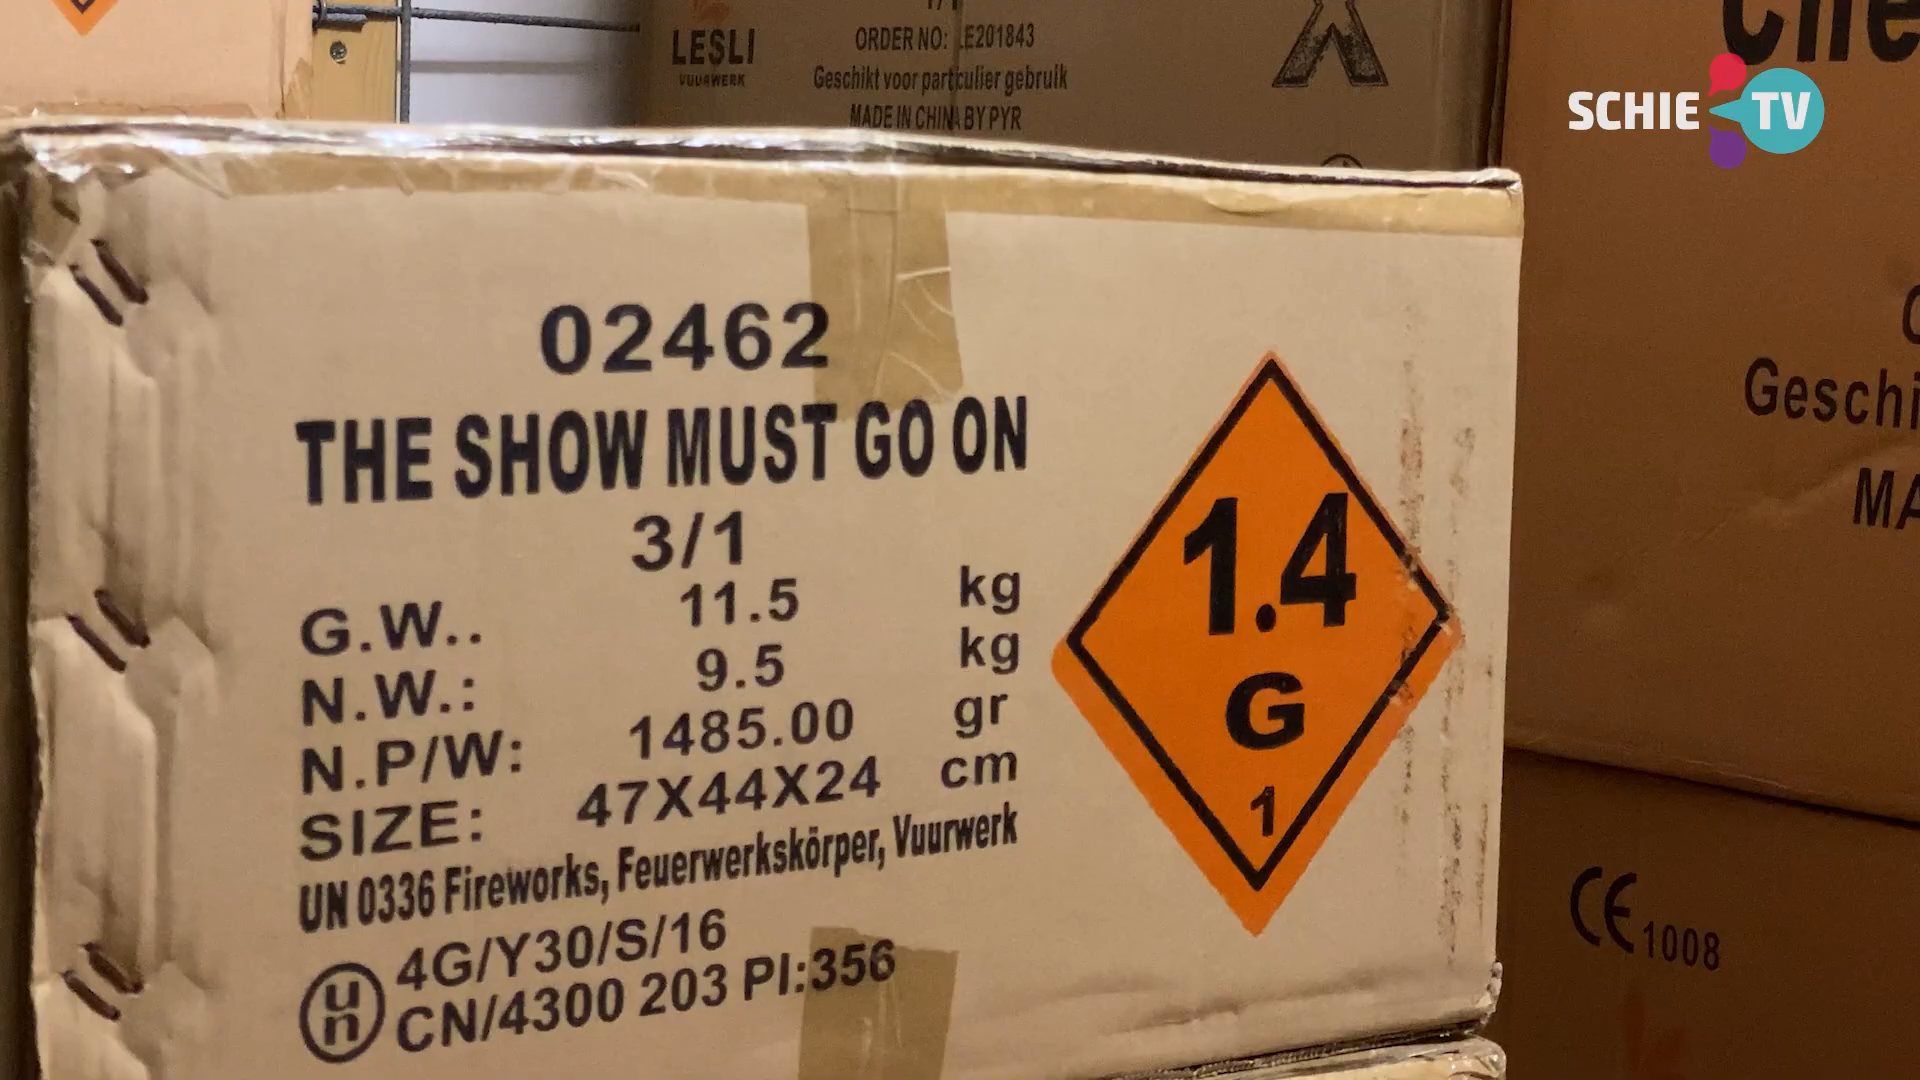 LESLI
VUURWERK
ORDER NO: LE201843
Geschikt voor particulier gebruik
MADE IN CHINA BY PYR
SCHIE TV
02462
THE SHOW MUST GO ON
3/1
G.W.. 11.5 kg
N.W.: 9.5 kg
N.P/W: 1485.00 gr
SIZE: 47X44X24 cm
UN 0336 Fireworks, Feuerwerkskörper, Vuurwerk
un
4G/Y30/S/16
CN/4300 203 PI:356
1.4
G
1
CE 1008